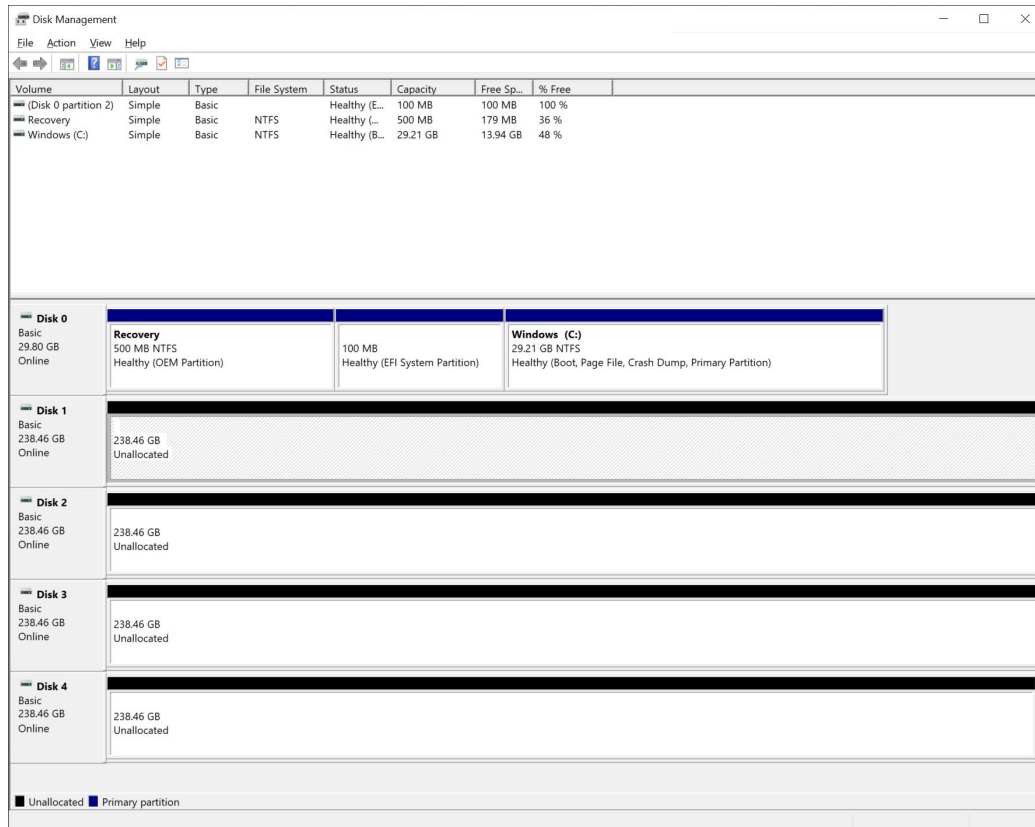 Disk Management
File Action View Help
Volume Layout Type File System Status Capacity Free Sp... % Free
(Disk 0 partition 2) Simple Basic Healthy (E... 100 MB 100 MB 100 %
Recovery Simple Basic NTFS Healthy (... 500 MB 179 MB 36 %
Windows (C:) Simple Basic NTFS Healthy (B... 29.21 GB 13.94 GB 48 %
Disk 0
Basic
29.80 GB
Online
Recovery
500 MB NTFS
Healthy (OEM Partition)
100 MB
Healthy (EFI System Partition)
Windows (C:)
29.21 GB NTFS
Healthy (Boot, Page File, Crash Dump, Primary Partition)
Disk 1
Basic
238.46 GB
Online
238.46 GB
Unallocated
Disk 2
Basic
238.46 GB
Online
238.46 GB
Unallocated
Disk 3
Basic
238.46 GB
Online
238.46 GB
Unallocated
Disk 4
Basic
238.46 GB
Online
238.46 GB
Unallocated
Unallocated Primary partition